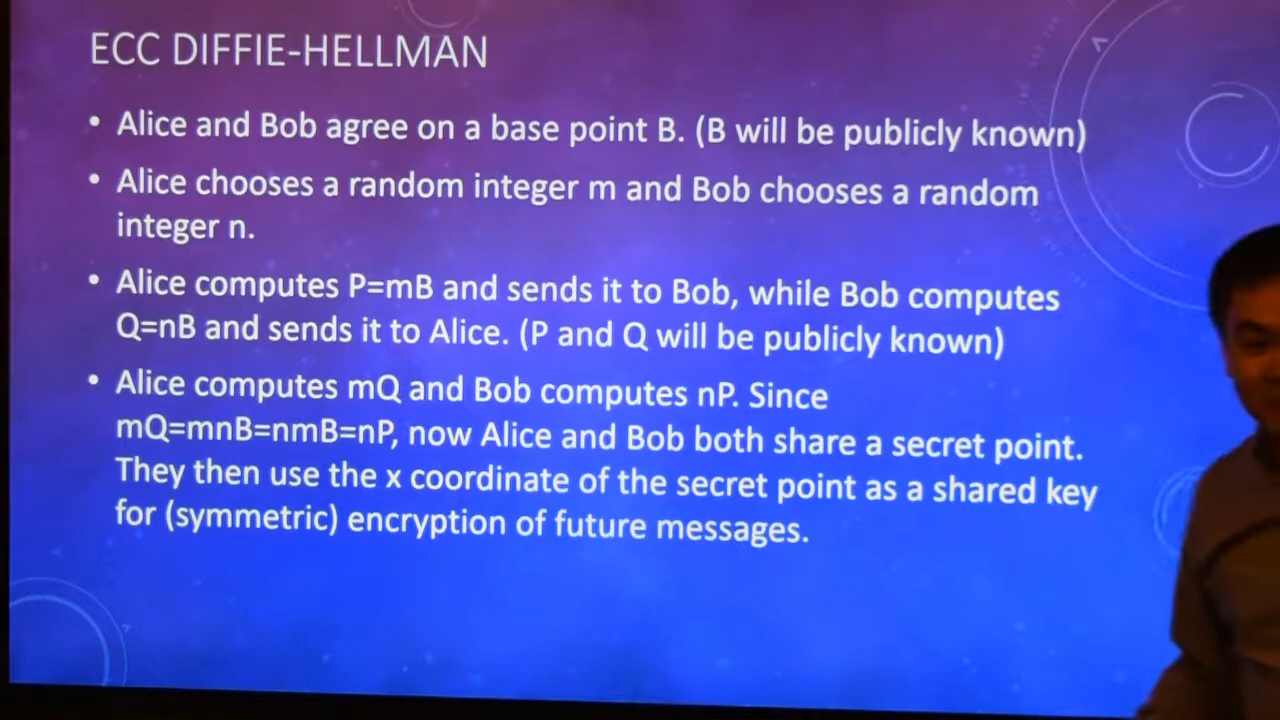 ECC DIFFIE-HELLMAN
• Alice and Bob agree on a base point B. (B will be publicly known)
• Alice chooses a random integer m and Bob chooses a random
integer n.
• Alice computes P=mB and sends it to Bob, while Bob computes
Q=nB and sends it to Alice. (P and Q will be publicly known)
• Alice computes mQ and Bob computes nP. Since
mQ=mnB=nmB=nP, now Alice and Bob both share a secret point.
They then use the x coordinate of the secret point as a shared key
for (symmetric) encryption of future messages.